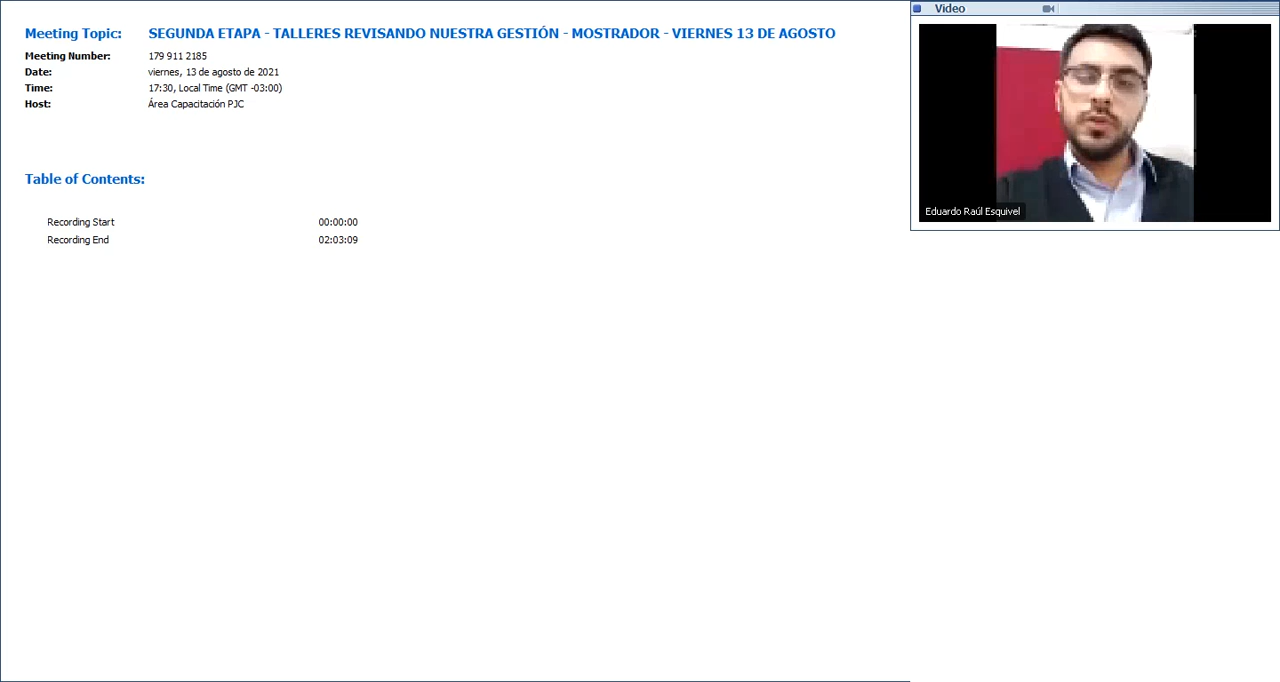 Meeting Topic: SEGUNDA ETAPA - TALLERES REVISANDO NUESTRA GESTIÓN - MOSTRADOR - VIERNES 13 DE AGOSTO
Meeting Number: 179 911 2185
Date: viernes, 13 de agosto de 2021
Time: 17:30, Local Time (GMT -03:00)
Host: Área Capacitación PJC
Table of Contents:
Recording Start 00:00:00
Recording End 02:03:09
Video
Eduardo Raúl Esquivel